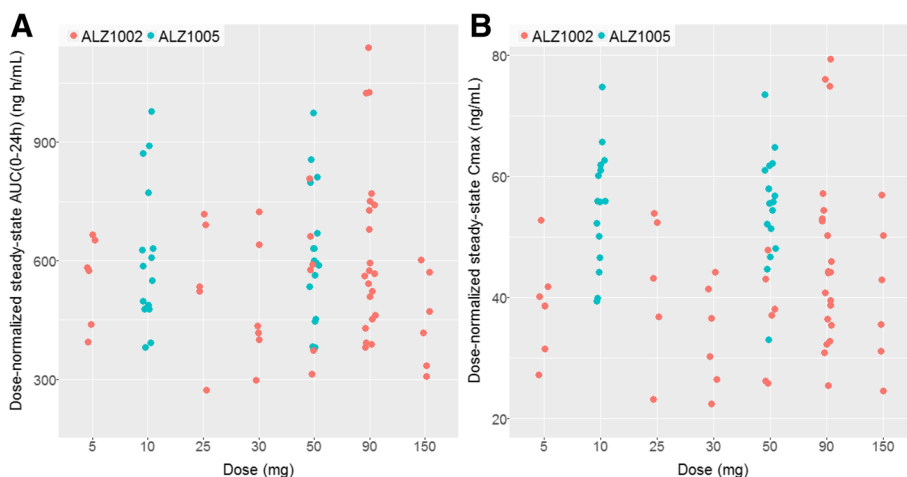 A
ALZ1002 ALZ1005
Dose-normalized steady-state AUC(0-24h) (ng h/mL)
900
600
300
5 10 25 30 50 90 150
Dose (mg)
B
ALZ1002 ALZ1005
Dose-normalized steady-state Cmax (ng/mL)
80
60
40
20
5 10 25 30 50 90 150
Dose (mg)